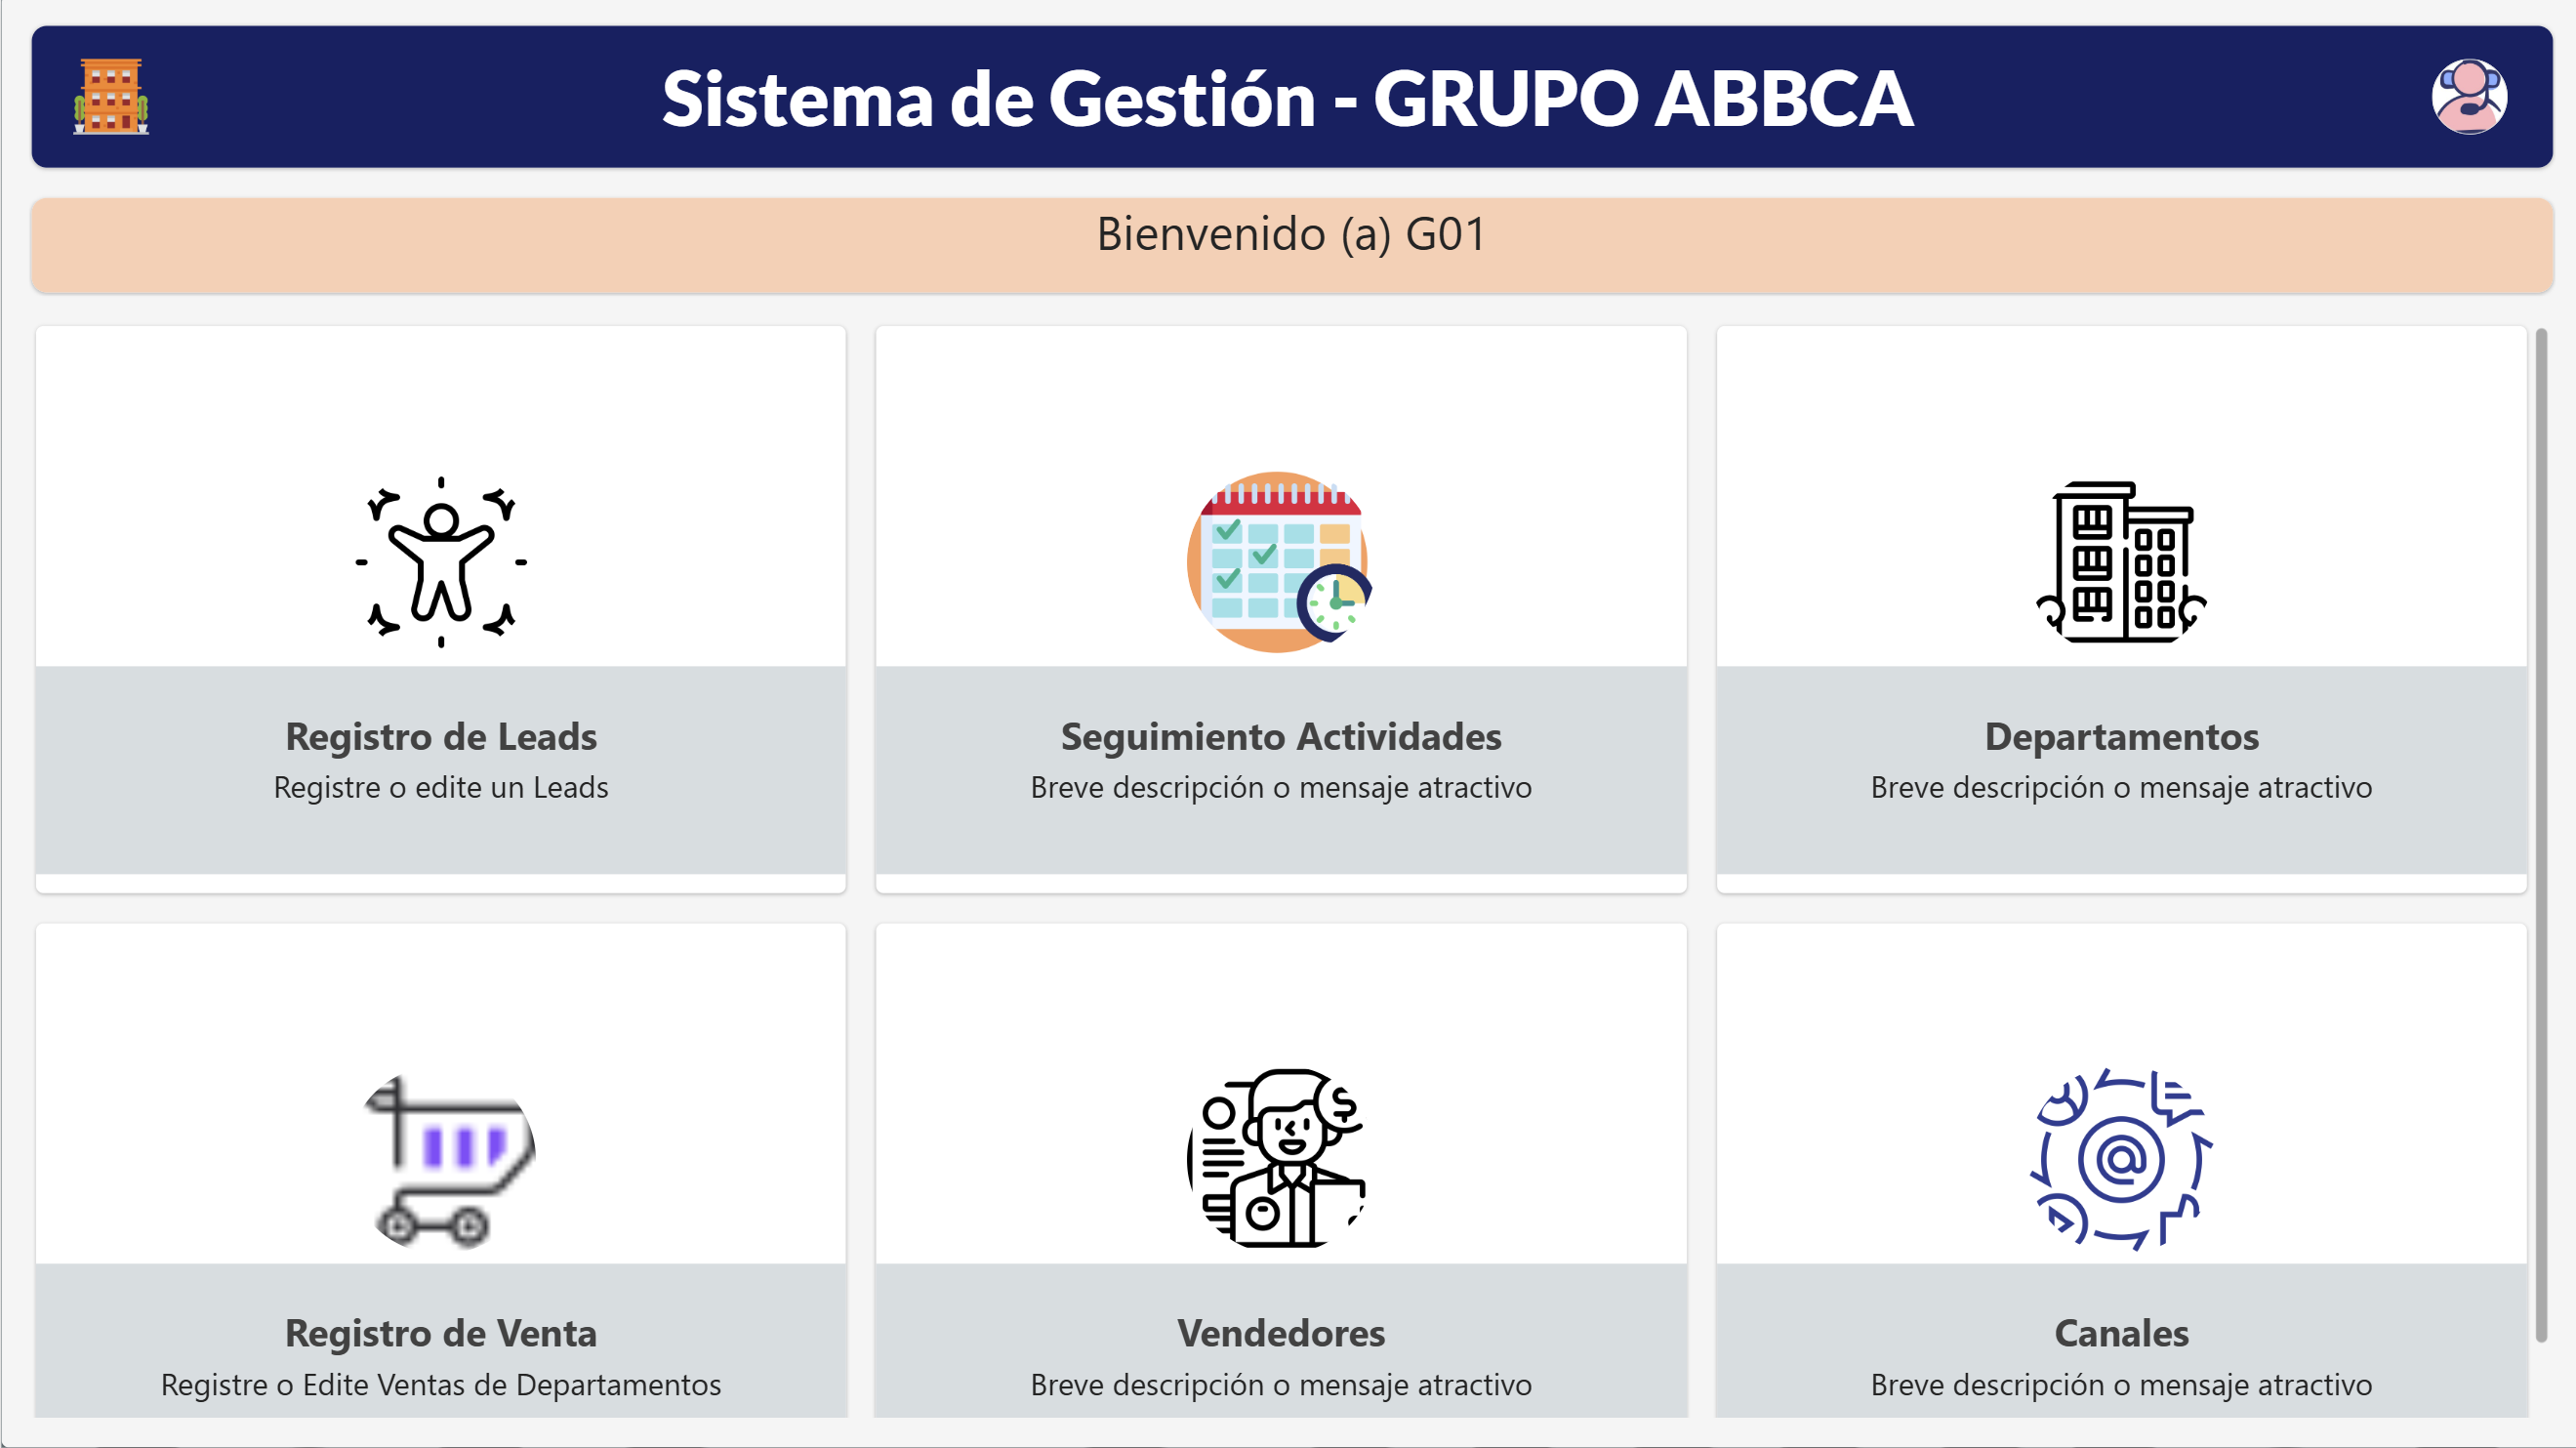 Sistema de Gestión - GRUPO ABBCA
Bienvenido (a) G01
Registro de Leads
Registre o edite un Leads
Seguimiento Actividades
Breve descripción o mensaje atractivo
Departamentos
Breve descripción o mensaje atractivo
Registro de Venta
Registre o Edite Ventas de Departamentos
Vendedores
Breve descripción o mensaje atractivo
Canales
Breve descripción o mensaje atractivo